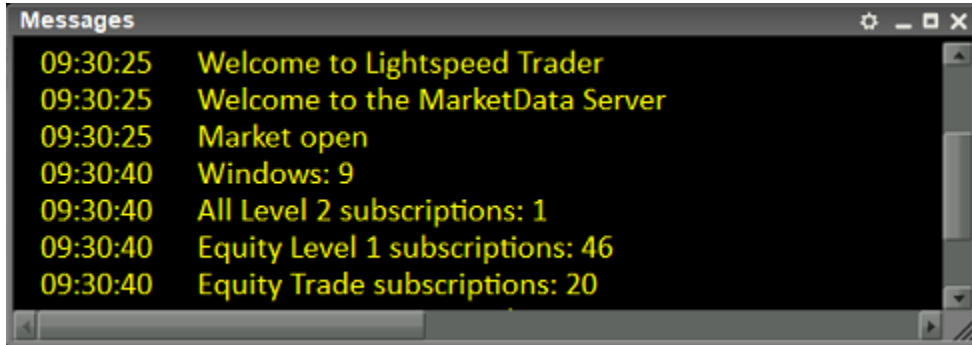 Messages
09:30:25 Welcome to Lightspeed Trader
09:30:25 Welcome to the MarketData Server
09:30:25 Market open
09:30:40 Windows: 9
09:30:40 All Level 2 subscriptions: 1
09:30:40 Equity Level 1 subscriptions: 46
09:30:40 Equity Trade subscriptions: 20